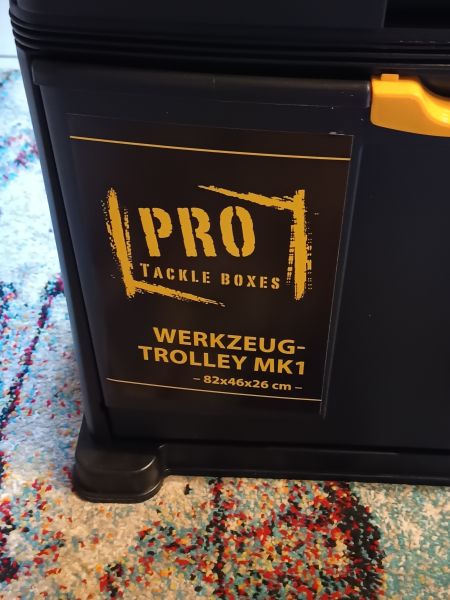 PRO
TACKLE BOXES
WERKZEUG-
TROLLEY MK1
– 82x46x26 cm –